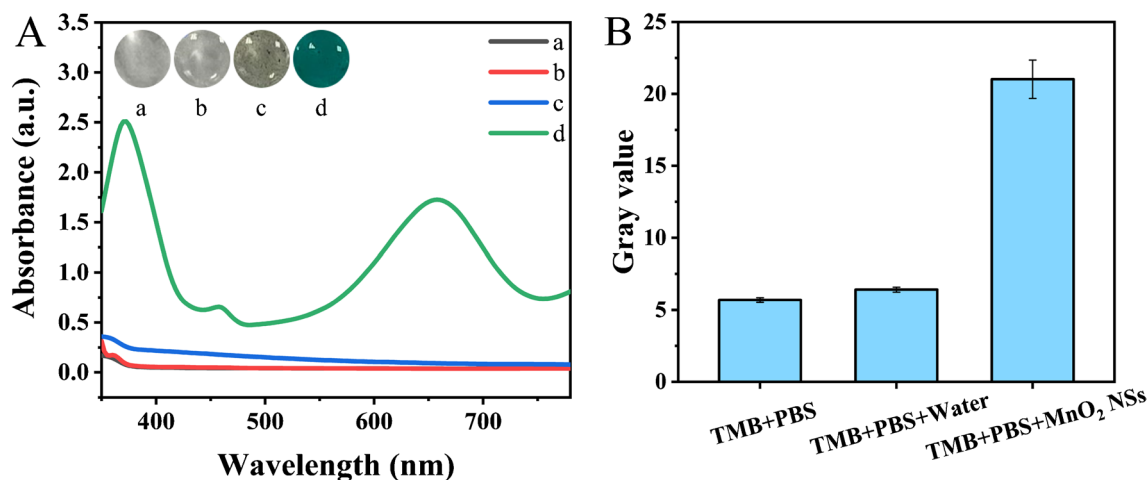 A
3.5
3.0
2.5
2.0
1.5
1.0
0.5
0.0
Absorbance (a.u.)
a b c d
a
b
c
d
400 500 600 700
Wavelength (nm)
B
25
20
15
10
5
0
Gray value
TMB+PBS
TMB+PBS+Water
TMB+PBS+MnO₂ NSs